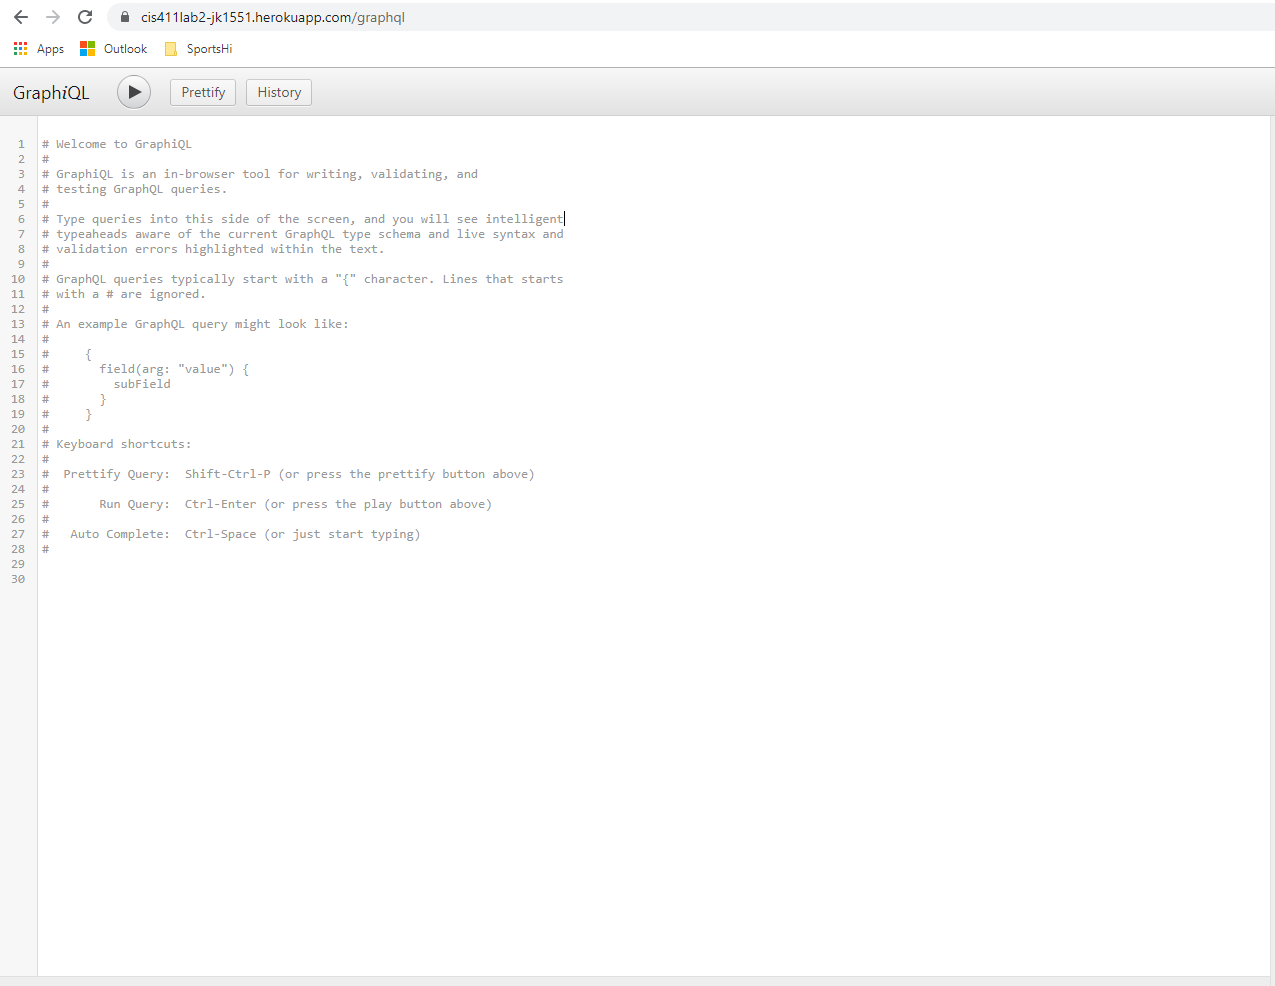 cis411lab2-jk1551.herokuapp.com/graphql
Apps Outlook SportsHi
GraphiQL Prettify History
1 # Welcome to GraphiQL
2 #
3 # GraphiQL is an in-browser tool for writing, validating, and
4 # testing GraphQL queries.
5 #
6 # Type queries into this side of the screen, and you will see intelligent
7 # typeaheads aware of the current GraphQL type schema and live syntax and
8 # validation errors highlighted within the text.
9 #
10 # GraphQL queries typically start with a "{" character. Lines that starts
11 # with a # are ignored.
12 #
13 # An example GraphQL query might look like:
14 #
15 #     {
16 #       field(arg: "value") {
17 #         subField
18 #       }
19 #     }
20 #
21 # Keyboard shortcuts:
22 #
23 #  Prettify Query:  Shift-Ctrl-P (or press the prettify button above)
24 #
25 #       Run Query:  Ctrl-Enter (or press the play button above)
26 #
27 #   Auto Complete:  Ctrl-Space (or just start typing)
28 #
29
30